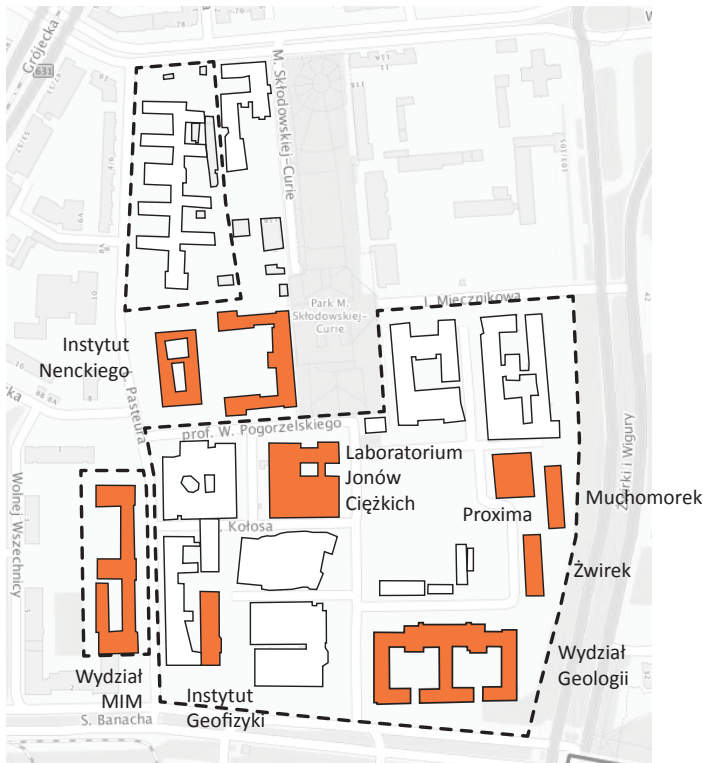 Grójecka
631
M. Skłodowskiej-Curie
Park M.
Skłodowskiej-
Curie
I. Miecznikowa
Instytut
Nenckiego
Pasteura
prof. W. Pogorzelskiego
Laboratorium
Jonów
Ciężkich
Muchomorek
Proxima
Wolnej Wszechnicy
Kołosa
Żwirki i Wigury
Żwirek
Wydział
MIM
Instytut
Geofizyki
Wydział
Geologii
S. Banacha